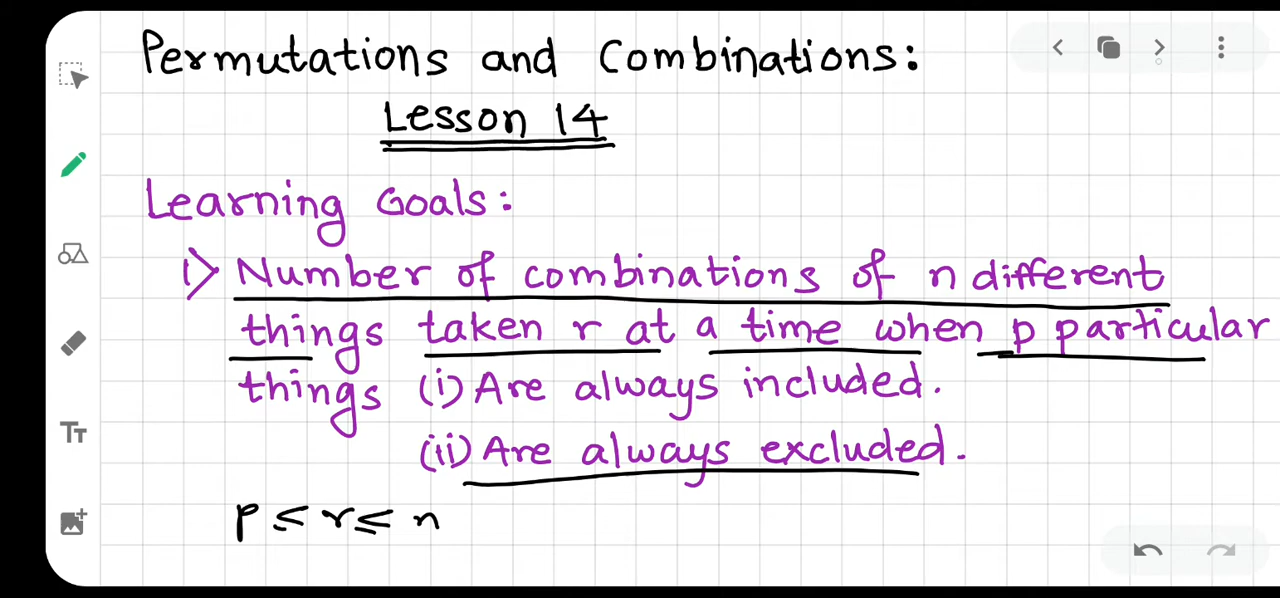 Permutations and Combinations:
Lesson 14
Learning Goals:
1> Number of combinations of n different
things taken r at a time when p particular
things (i) Are always included.
(ii) Are always excluded.
p ≤ r ≤ n
Tт